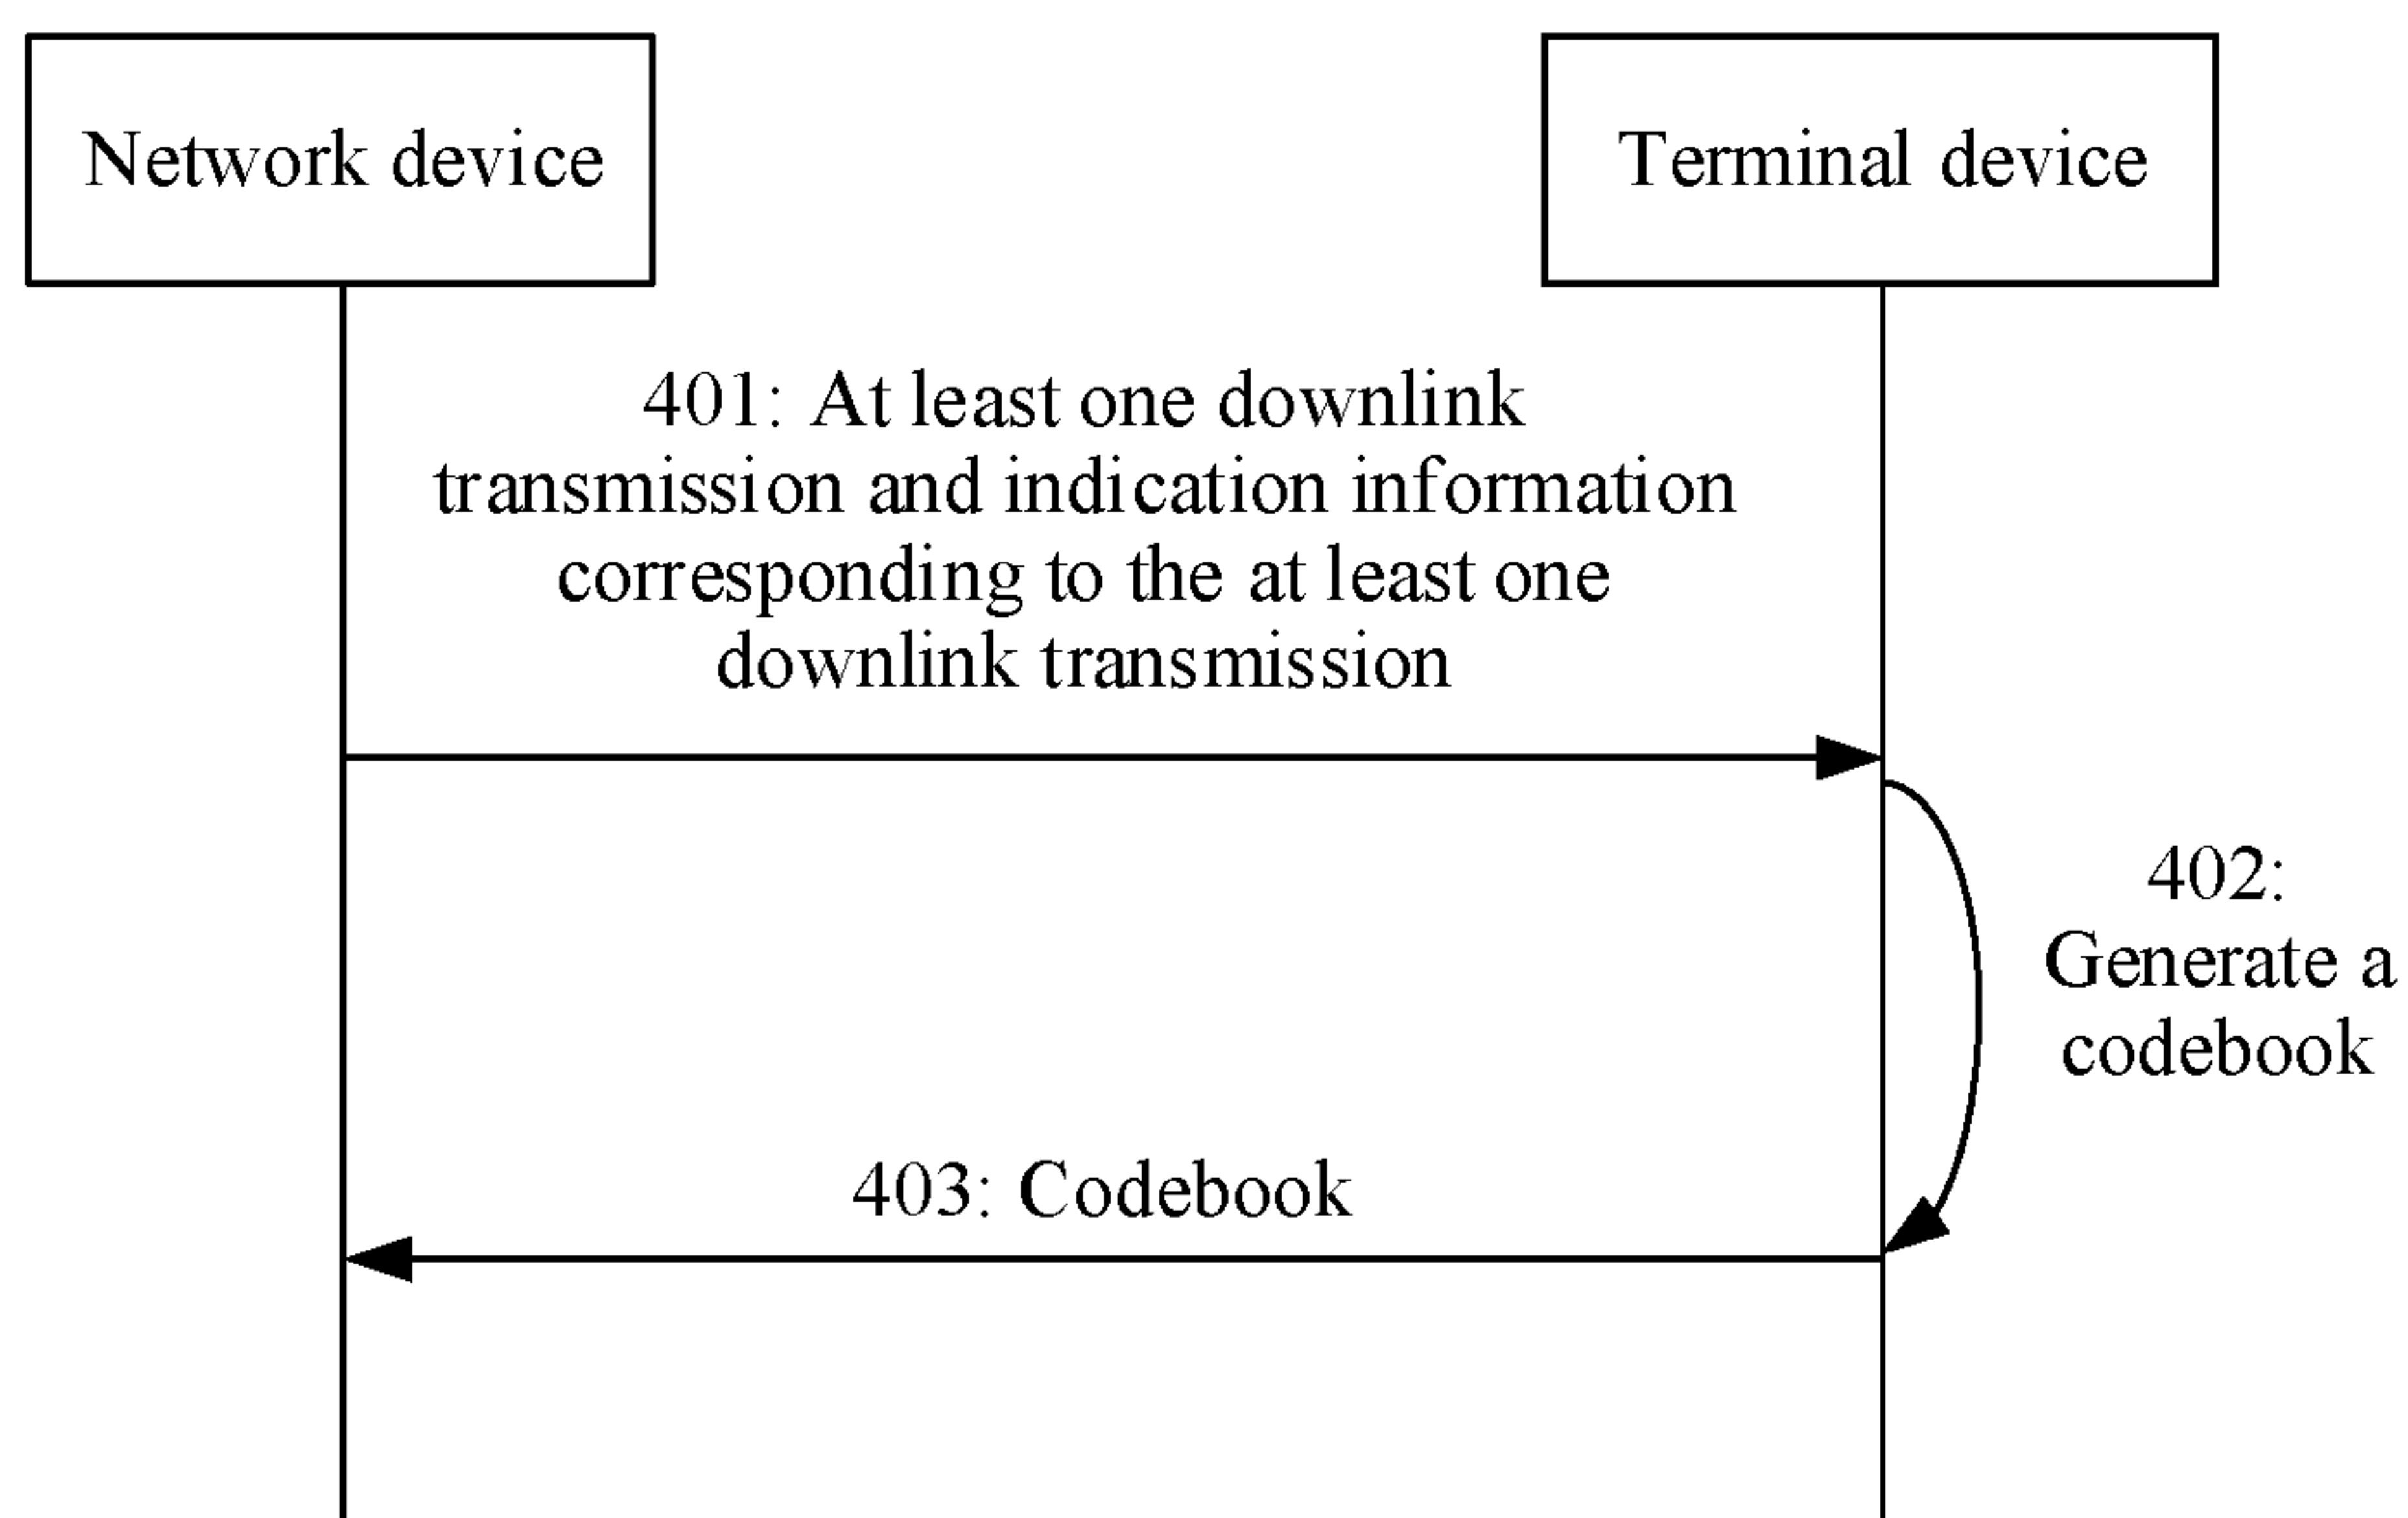 Network device
Terminal device
401: At least one downlink
transmission and indication information
corresponding to the at least one
downlink transmission
402:
Generate a
codebook
403: Codebook